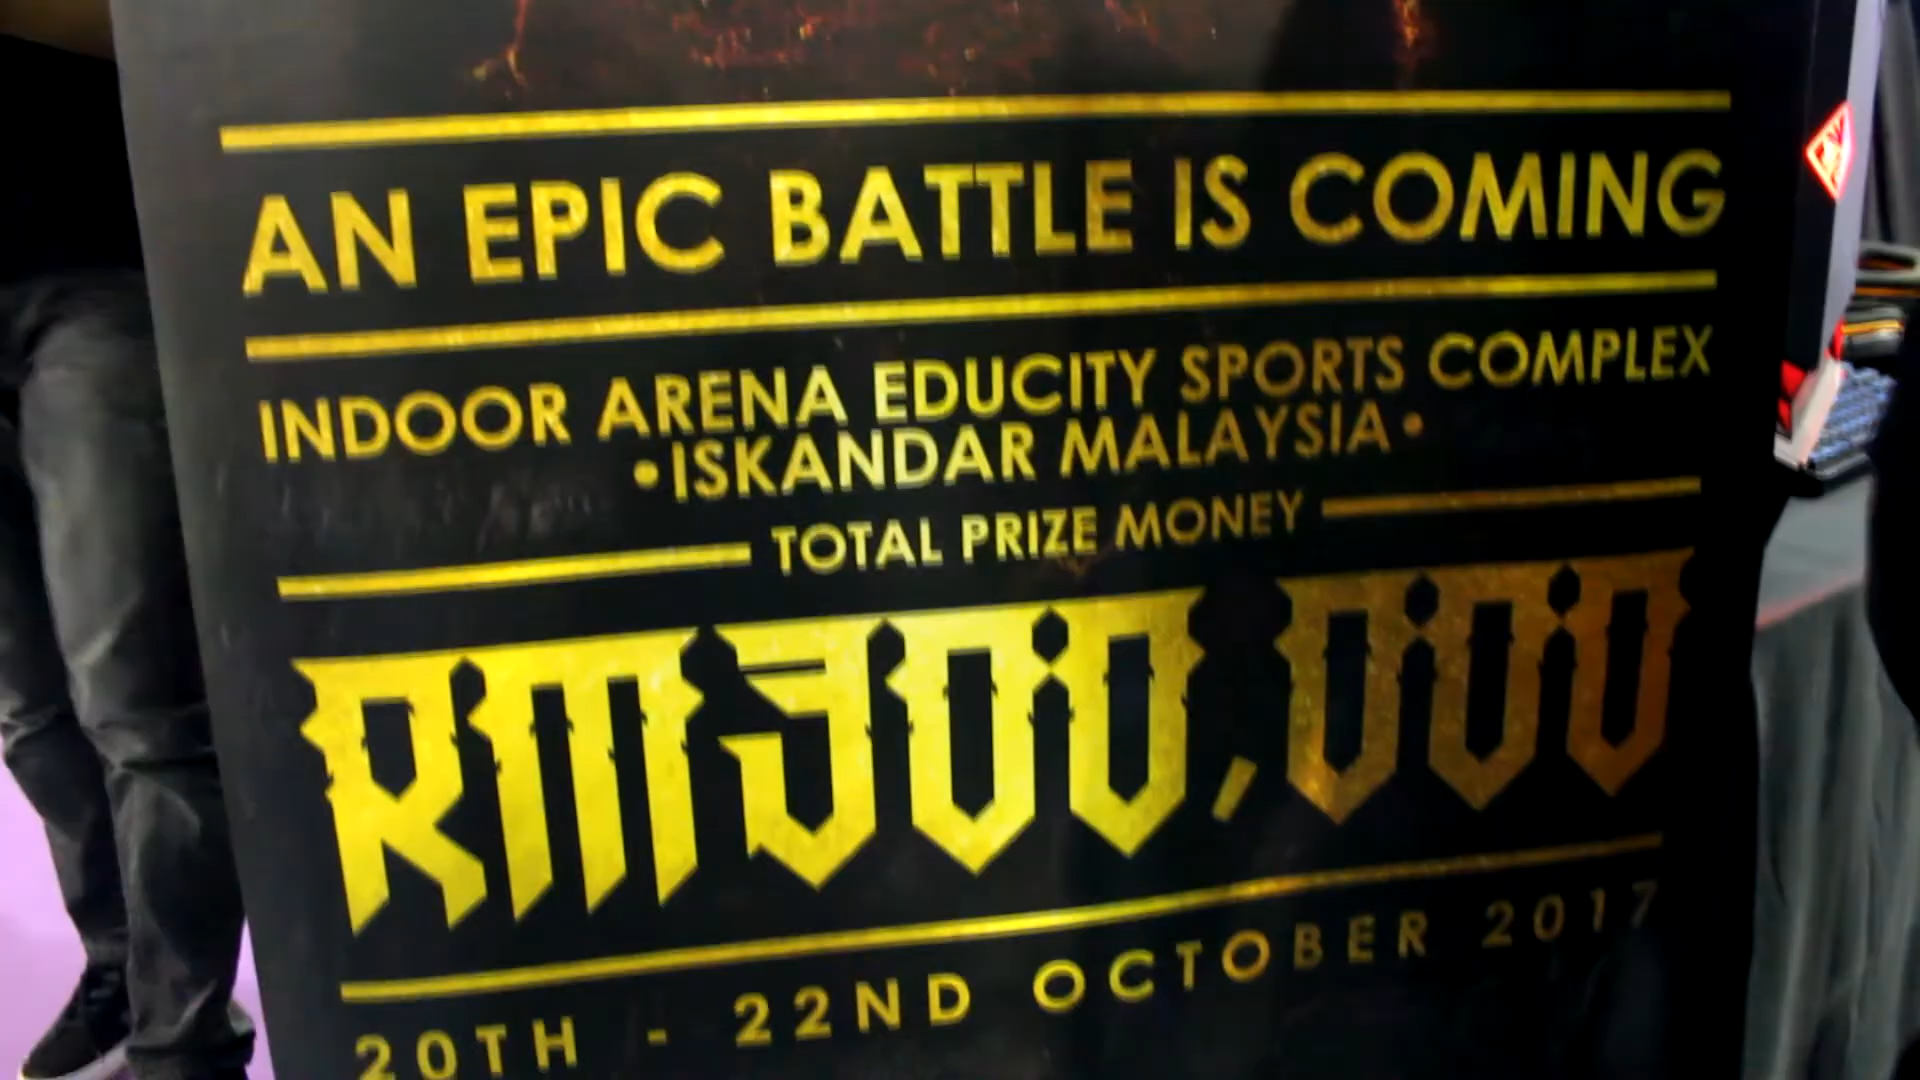 AN EPIC BATTLE IS COMING
INDOOR ARENA EDUCITY SPORTS COMPLEX
•ISKANDAR MALAYSIA•
TOTAL PRIZE MONEY
RM300,000
20TH - 22ND OCTOBER 2017